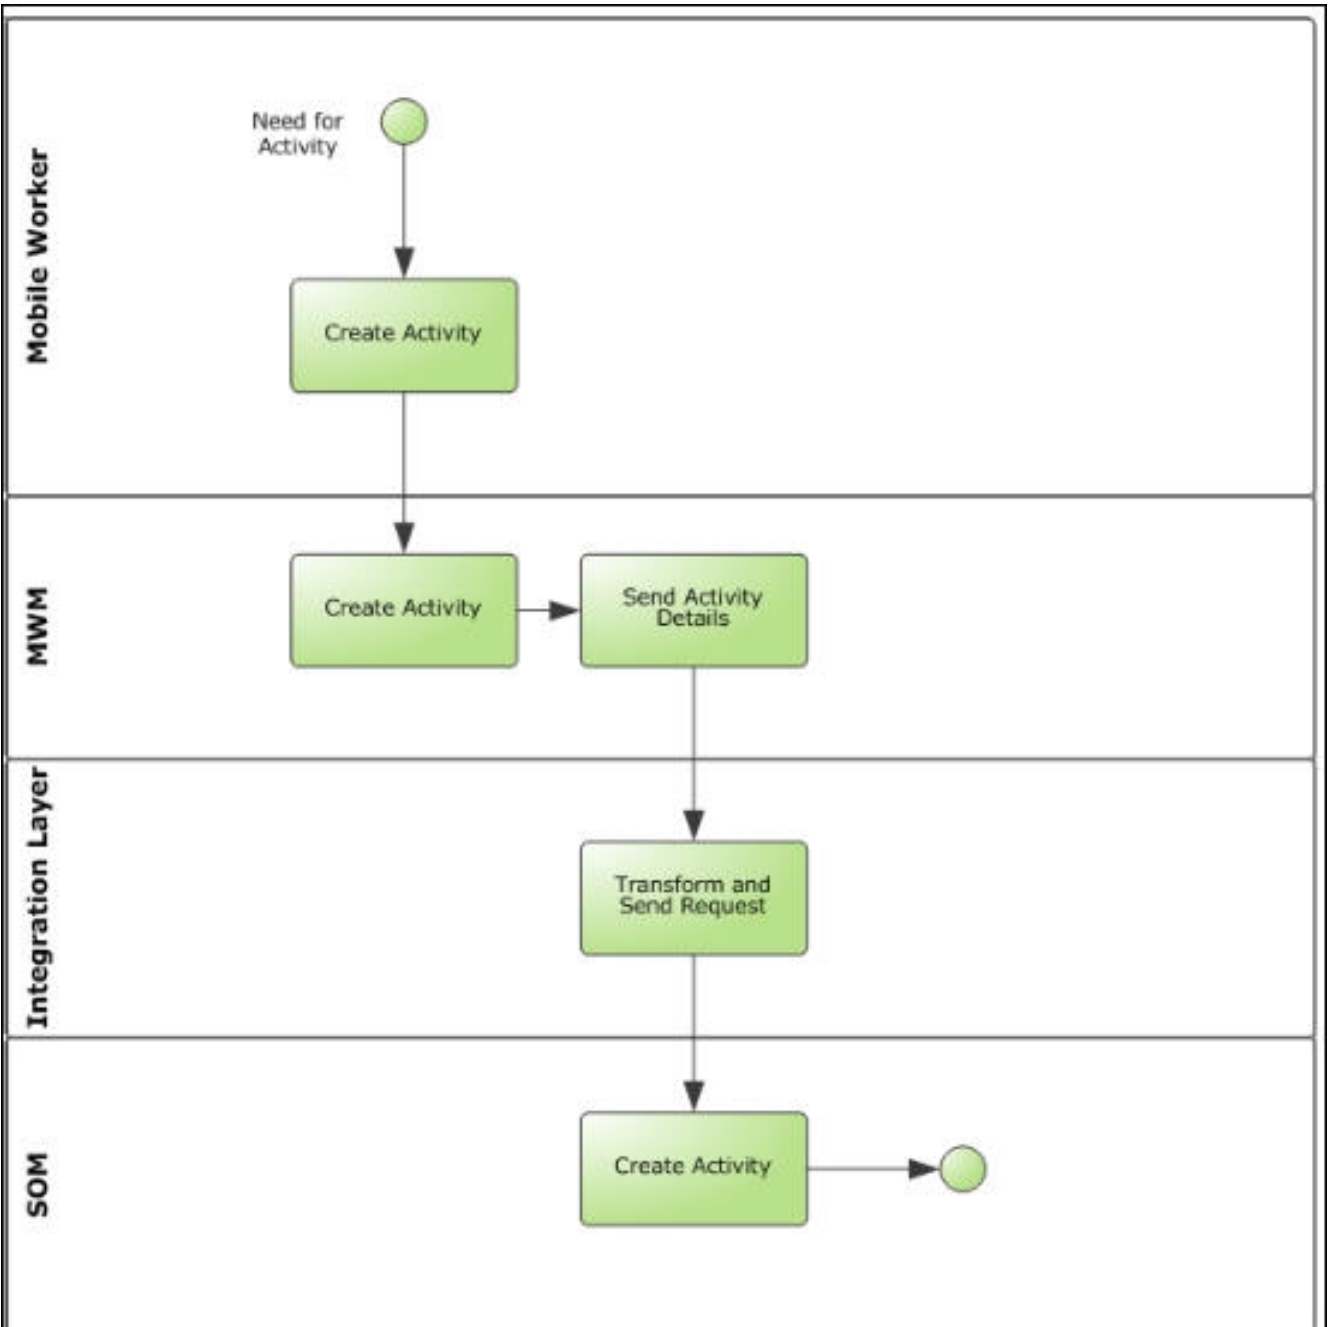 Mobile Worker
Need for
Activity
Create Activity
MWM
Create Activity
Send Activity
Details
Integration Layer
Transform and
Send Request
SOM
Create Activity